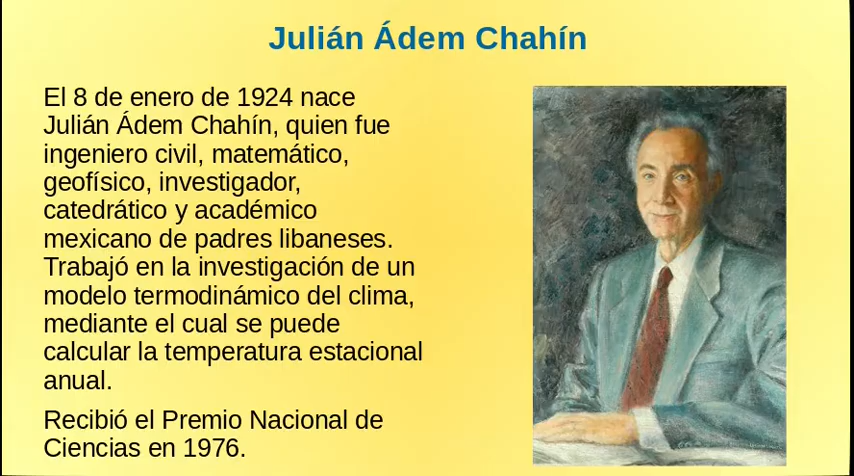 Julián Ádem Chahín
El 8 de enero de 1924 nace
Julián Ádem Chahín, quien fue
ingeniero civil, matemático,
geofísico, investigador,
catedrático y académico
mexicano de padres libaneses.
Trabajó en la investigación de un
modelo termodinámico del clima,
mediante el cual se puede
calcular la temperatura estacional
anual.
Recibió el Premio Nacional de
Ciencias en 1976.